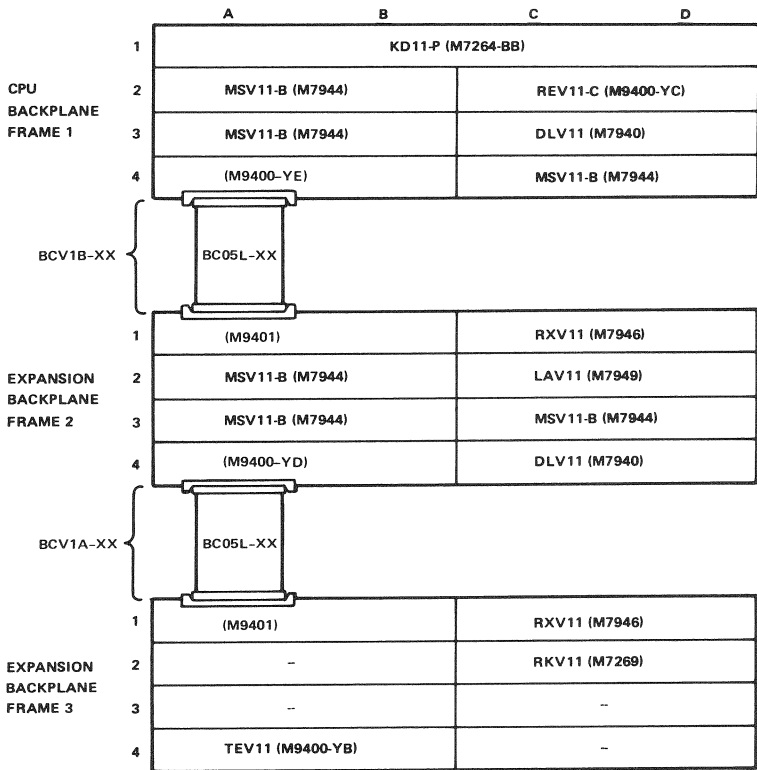 A B C D
1 KD11-P (M7264-BB)
CPU BACKPLANE FRAME 1
2 MSV11-B (M7944) REV11-C (M9400-YC)
3 MSV11-B (M7944) DLV11 (M7940)
4 (M9400-YE) MSV11-B (M7944)
BCV1B-XX BC05L-XX
1 (M9401) RXV11 (M7946)
EXPANSION BACKPLANE FRAME 2
2 MSV11-B (M7944) LAV11 (M7949)
3 MSV11-B (M7944) MSV11-B (M7944)
4 (M9400-YD) DLV11 (M7940)
BCV1A-XX BC05L-XX
1 (M9401) RXV11 (M7946)
EXPANSION BACKPLANE FRAME 3
2 -- RKV11 (M7269)
3 -- --
4 TEV11 (M9400-YB) --